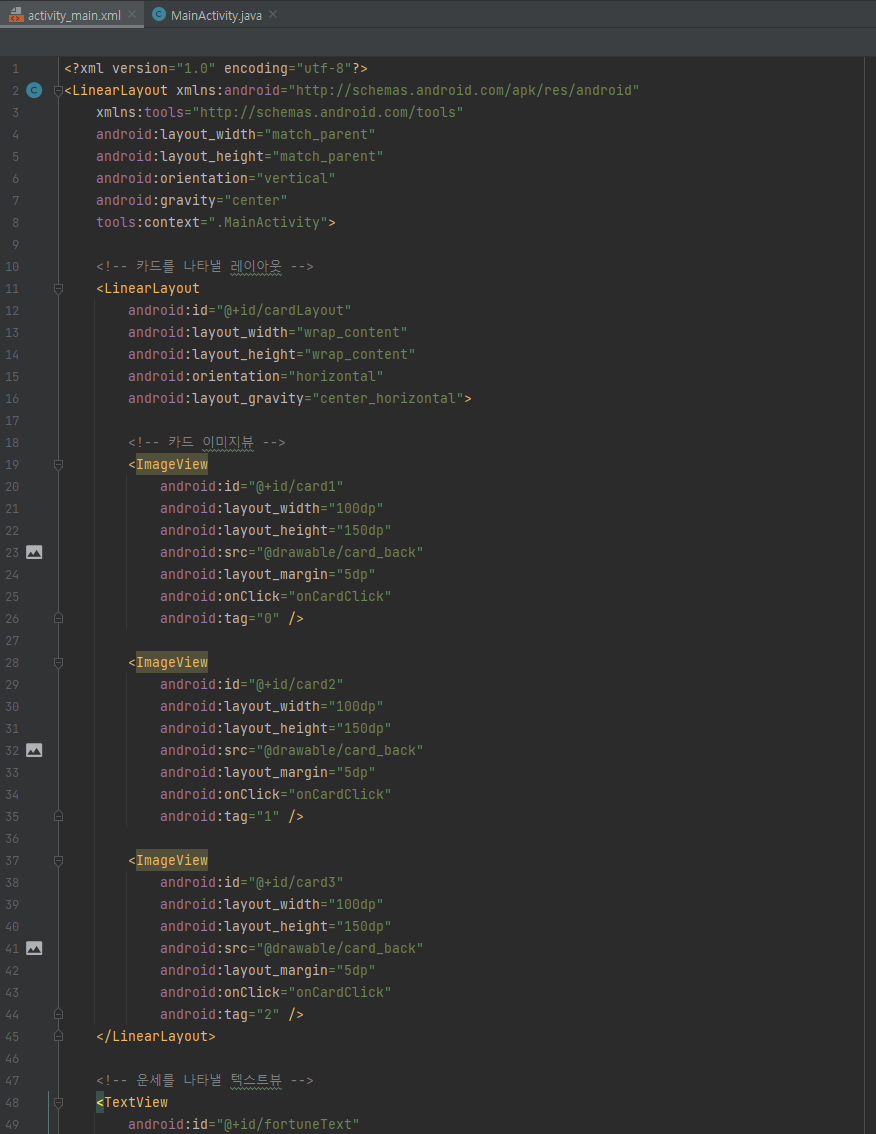 activity_main.xml MainActivity.java
1 <?xml version="1.0" encoding="utf-8"?>
2 <LinearLayout xmlns:android="http://schemas.android.com/apk/res/android"
3 xmlns:tools="http://schemas.android.com/tools"
4 android:layout_width="match_parent"
5 android:layout_height="match_parent"
6 android:orientation="vertical"
7 android:gravity="center"
8 tools:context=".MainActivity">
9
10 <!-- 카드를 나타낼 레이아웃 -->
11 <LinearLayout
12 android:id="@+id/cardLayout"
13 android:layout_width="wrap_content"
14 android:layout_height="wrap_content"
15 android:orientation="horizontal"
16 android:layout_gravity="center_horizontal">
17
18 <!-- 카드 이미지뷰 -->
19 <ImageView
20 android:id="@+id/card1"
21 android:layout_width="100dp"
22 android:layout_height="150dp"
23 android:src="@drawable/card_back"
24 android:layout_margin="5dp"
25 android:onClick="onCardClick"
26 android:tag="0" />
27
28 <ImageView
29 android:id="@+id/card2"
30 android:layout_width="100dp"
31 android:layout_height="150dp"
32 android:src="@drawable/card_back"
33 android:layout_margin="5dp"
34 android:onClick="onCardClick"
35 android:tag="1" />
36
37 <ImageView
38 android:id="@+id/card3"
39 android:layout_width="100dp"
40 android:layout_height="150dp"
41 android:src="@drawable/card_back"
42 android:layout_margin="5dp"
43 android:onClick="onCardClick"
44 android:tag="2" />
45 </LinearLayout>
46
47 <!-- 운세를 나타낼 텍스트뷰 -->
48 <TextView
49 android:id="@+id/fortuneText"